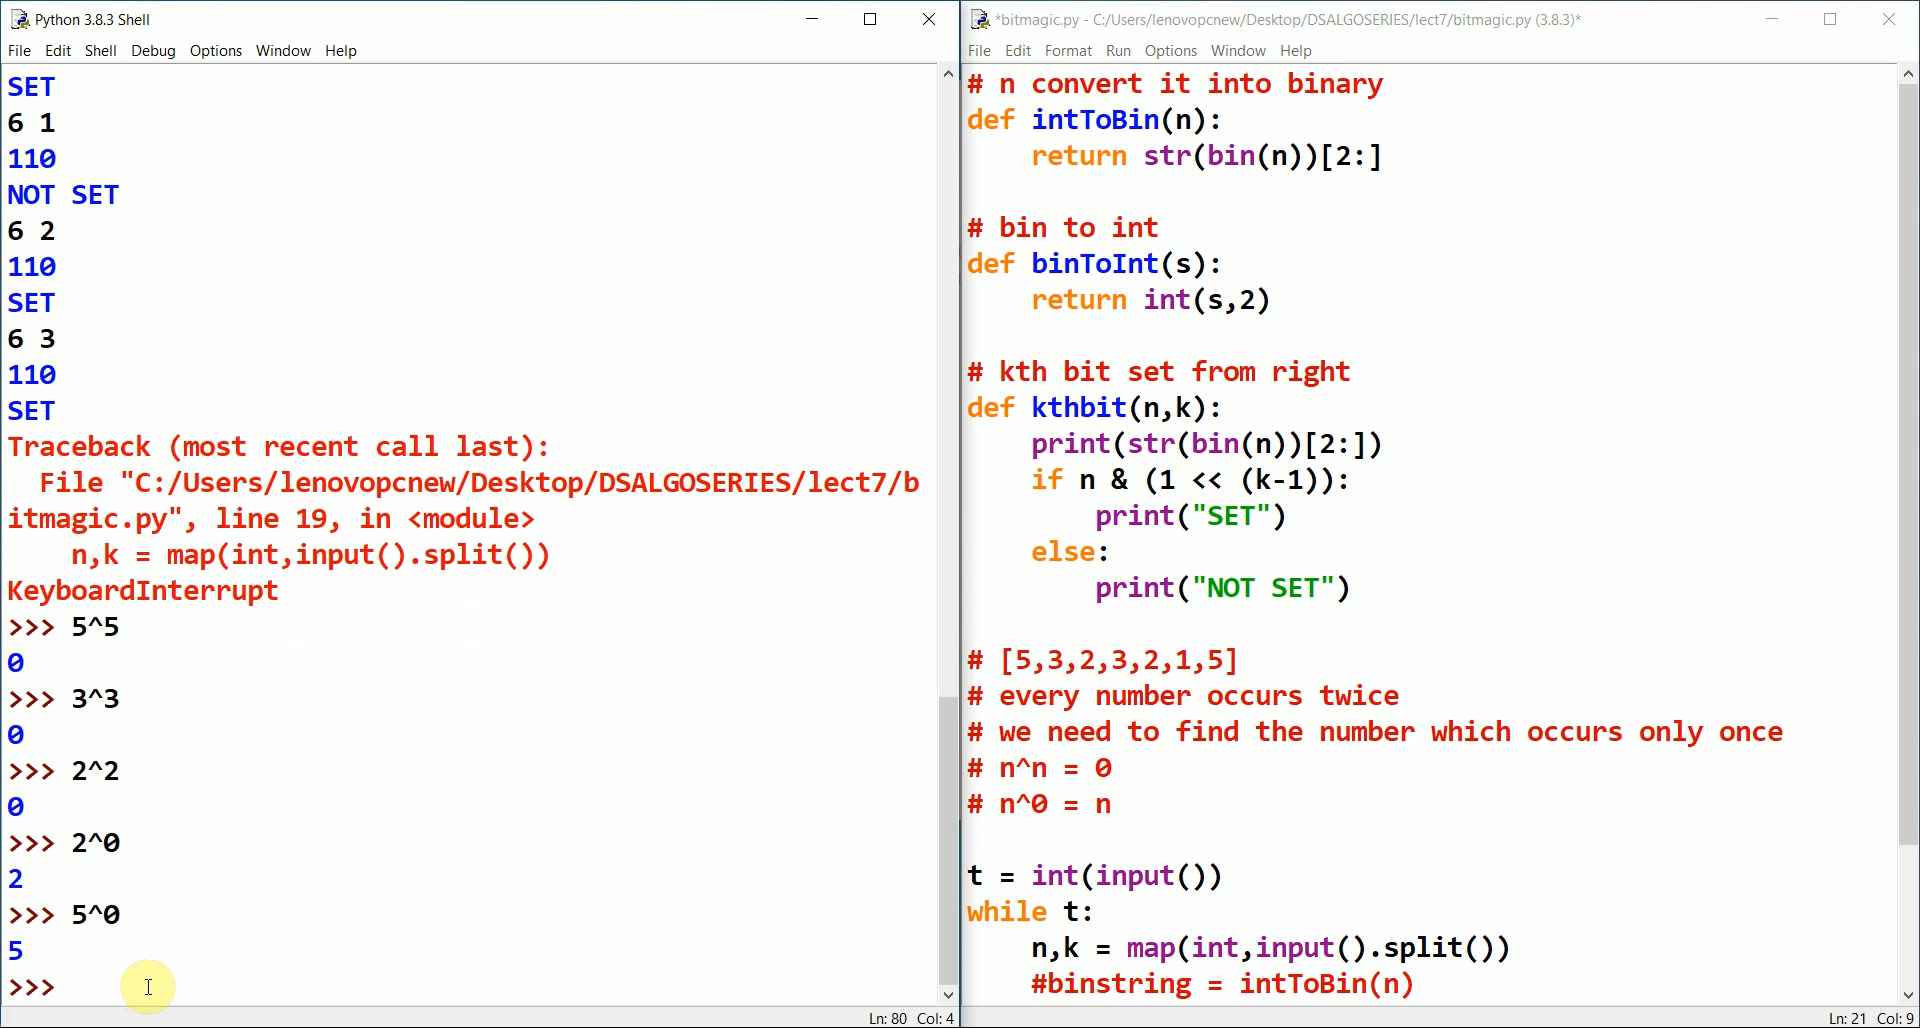 Python 3.8.3 Shell
File Edit Shell Debug Options Window Help
SET
6 1
110
NOT SET
6 2
110
SET
6 3
110
SET
Traceback (most recent call last):
  File "C:/Users/lenovopcnew/Desktop/DSALGOSERIES/lect7/b
itmagic.py", line 19, in <module>
    n,k = map(int,input().split())
KeyboardInterrupt
>>> 5^5
0
>>> 3^3
0
>>> 2^2
0
>>> 2^0
2
>>> 5^0
5
>>>
Ln: 80 Col: 4
*bitmagic.py - C:/Users/lenovopcnew/Desktop/DSALGOSERIES/lect7/bitmagic.py (3.8.3)*
File Edit Format Run Options Window Help
# n convert it into binary
def intToBin(n):
    return str(bin(n))[2:]
# bin to int
def binToInt(s):
    return int(s,2)
# kth bit set from right
def kthbit(n,k):
    print(str(bin(n))[2:])
    if n & (1 << (k-1)):
        print("SET")
    else:
        print("NOT SET")
# [5,3,2,3,2,1,5]
# every number occurs twice
# we need to find the number which occurs only once
# n^n = 0
# n^0 = n
t = int(input())
while t:
    n,k = map(int,input().split())
    #binstring = intToBin(n)
Ln: 21 Col: 9